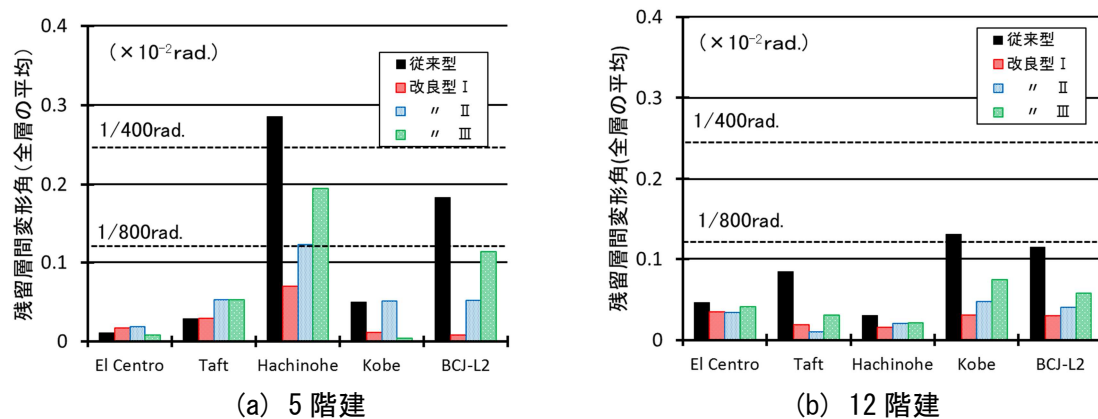 残留層間変形角(全層の平均)
0.4
0.3
0.2
0.1
0
(×10⁻²rad.)
従来型
改良型Ⅰ
〃 Ⅱ
〃 Ⅲ
1/400rad.
1/800rad.
El Centro Taft Hachinohe Kobe BCJ-L2
(a) 5階建
残留層間変形角(全層の平均)
0.4
0.3
0.2
0.1
0
(×10⁻²rad.)
従来型
改良型Ⅰ
〃 Ⅱ
〃 Ⅲ
1/400rad.
1/800rad.
El Centro Taft Hachinohe Kobe BCJ-L2
(b) 12階建